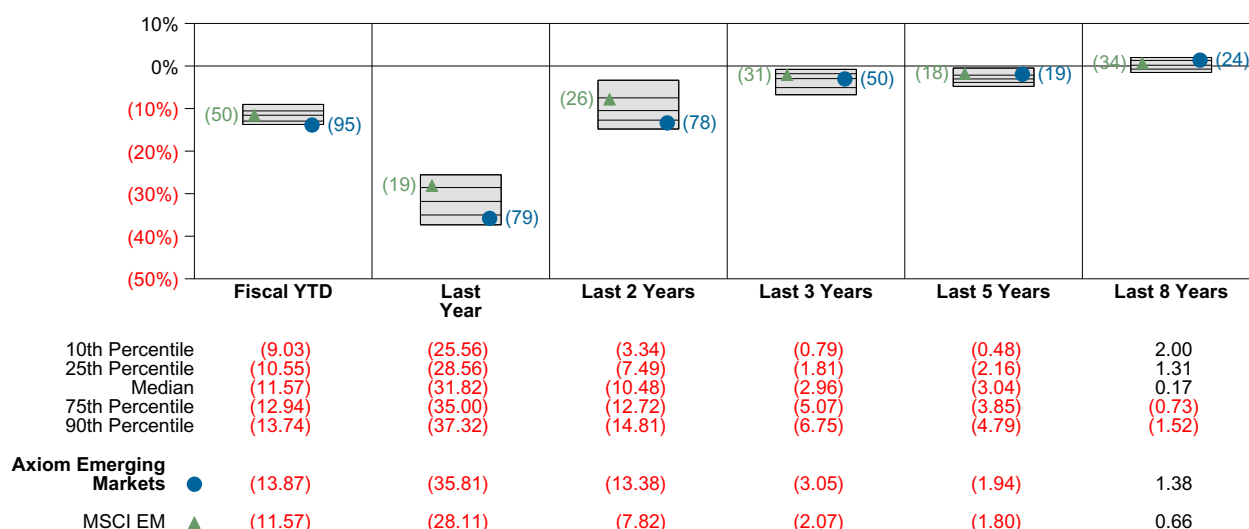 10%
0%
(10%)
(20%)
(30%)
(40%)
(50%)
(50) (95)
(19) (79)
(26) (78)
(31) (50)
(18) (19)
(34) (24)
Fiscal YTD Last Year Last 2 Years Last 3 Years Last 5 Years Last 8 Years
10th Percentile (9.03) (25.56) (3.34) (0.79) (0.48) 2.00
25th Percentile (10.55) (28.56) (7.49) (1.81) (2.16) 1.31
Median (11.57) (31.82) (10.48) (2.96) (3.04) 0.17
75th Percentile (12.94) (35.00) (12.72) (5.07) (3.85) (0.73)
90th Percentile (13.74) (37.32) (14.81) (6.75) (4.79) (1.52)
Axiom Emerging
Markets (13.87) (35.81) (13.38) (3.05) (1.94) 1.38
MSCI EM (11.57) (28.11) (7.82) (2.07) (1.80) 0.66